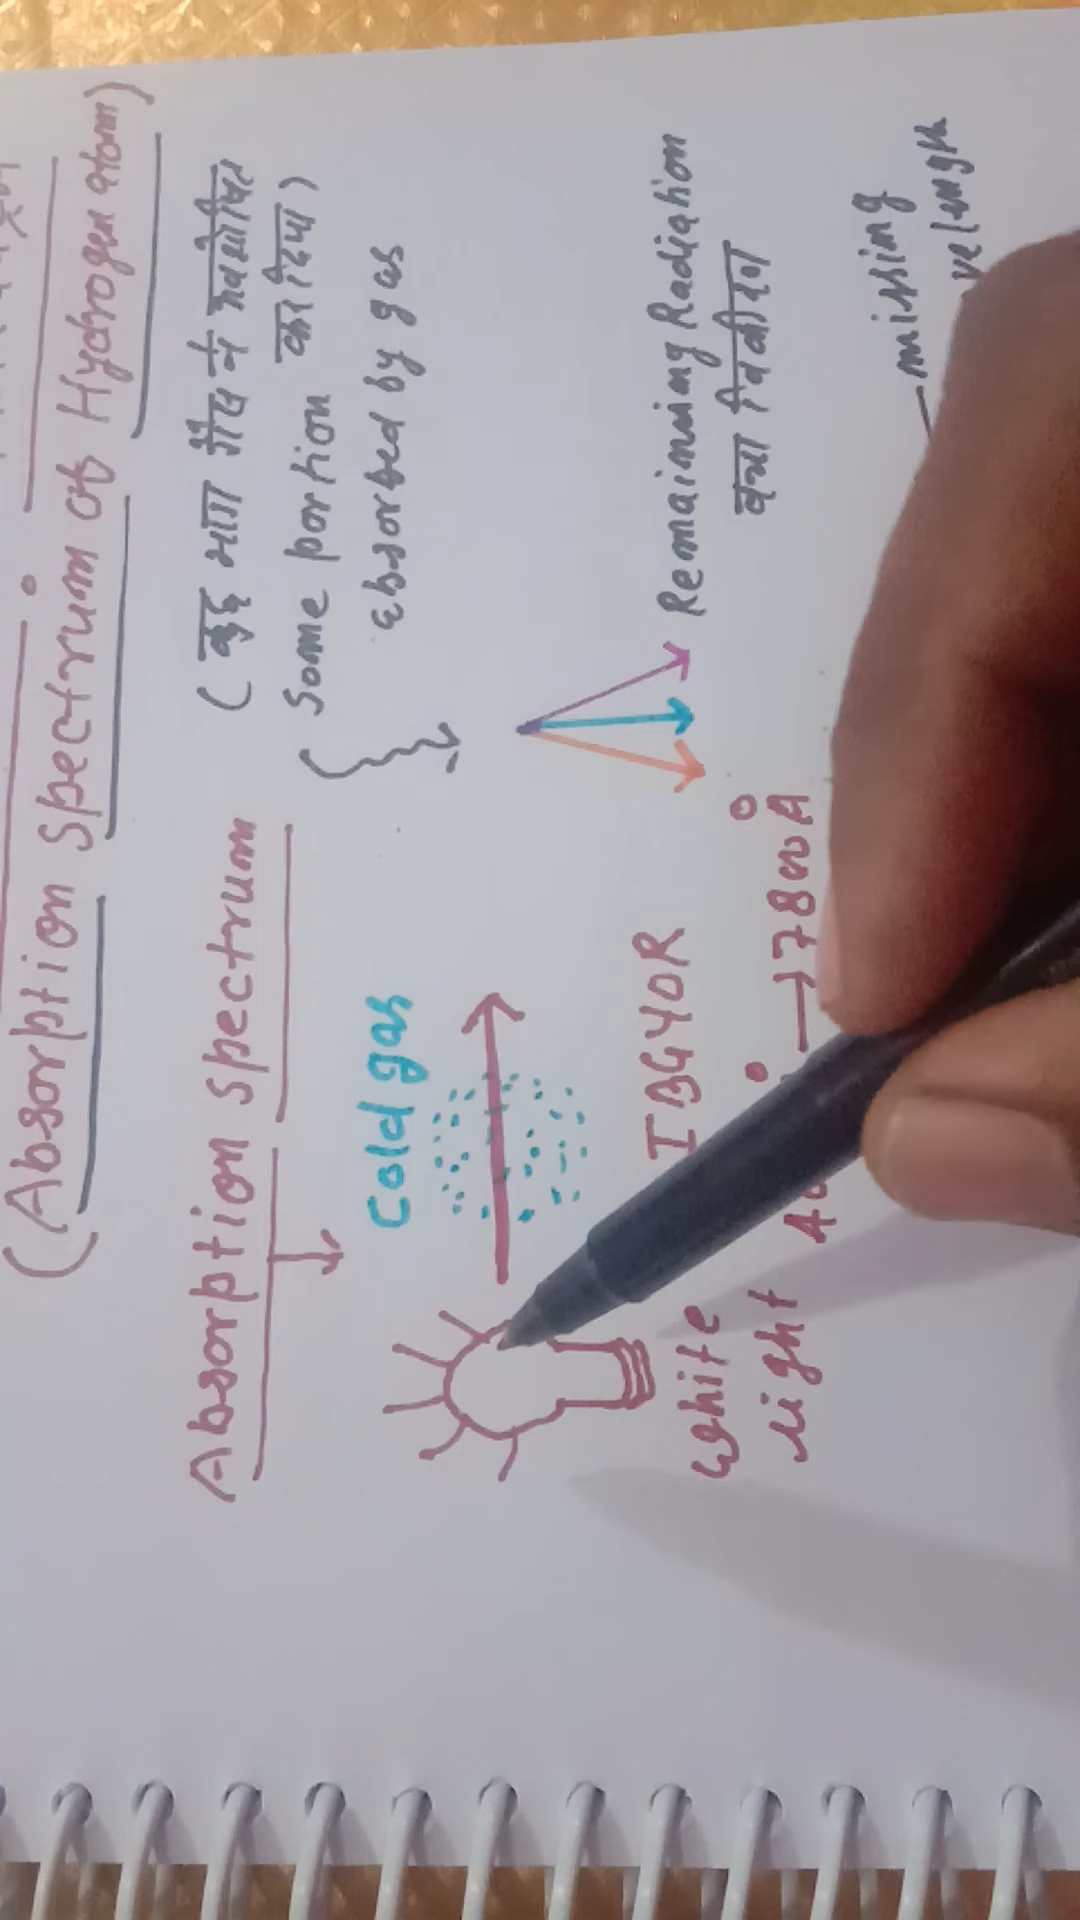 (Absorption Spectrum of Hydrogen atom)
Absorption Spectrum
(कुछ भाग गैस ने अवशोषित
कर लिया)
Some portion
absorbed by gas
Cold gas
Remaining Radiation
बचा विकीरण
IBGYOR
White
light
7800Å
missing